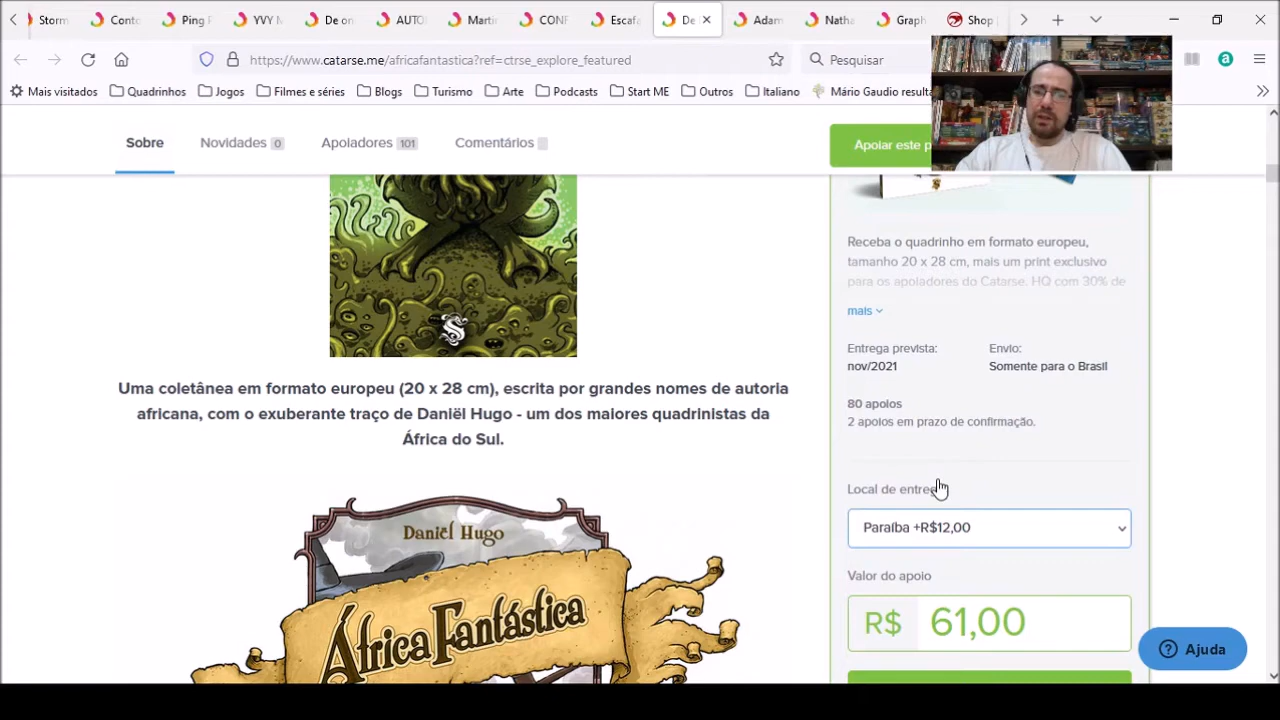 Storm
Conto
Ping F
YVY N
De on
AUTO
Martin
CONF
Escafa
De
Adam
Natha
Graph
Shop
https://www.catarse.me/africafantastica?ref=ctrse_explore_featured
Pesquisar
a
Mais visitados
Quadrinhos
Jogos
Filmes e séries
Blogs
Turismo
Arte
Podcasts
Start ME
Outros
Italiano
Mário Gaudio resulta
Sobre
Novidades 0
Apoiadores 101
Comentários
Apoiar este p
Receba o quadrinho em formato europeu,
tamanho 20 x 28 cm, mais um print exclusivo
para os apoiadores do Catarse. HQ com 30% de
mais
Entrega prevista:
nov/2021
Envio:
Somente para o Brasil
80 apoios
2 apoios em prazo de confirmação.
Uma coletânea em formato europeu (20 x 28 cm), escrita por grandes nomes de autoria
africana, com o exuberante traço de Daniël Hugo - um dos maiores quadrinistas da
África do Sul.
Local de entre
Paraíba +R$12,00
Valor do apoio
R$ 61,00
Daniël Hugo
África Fantástica
Ajuda